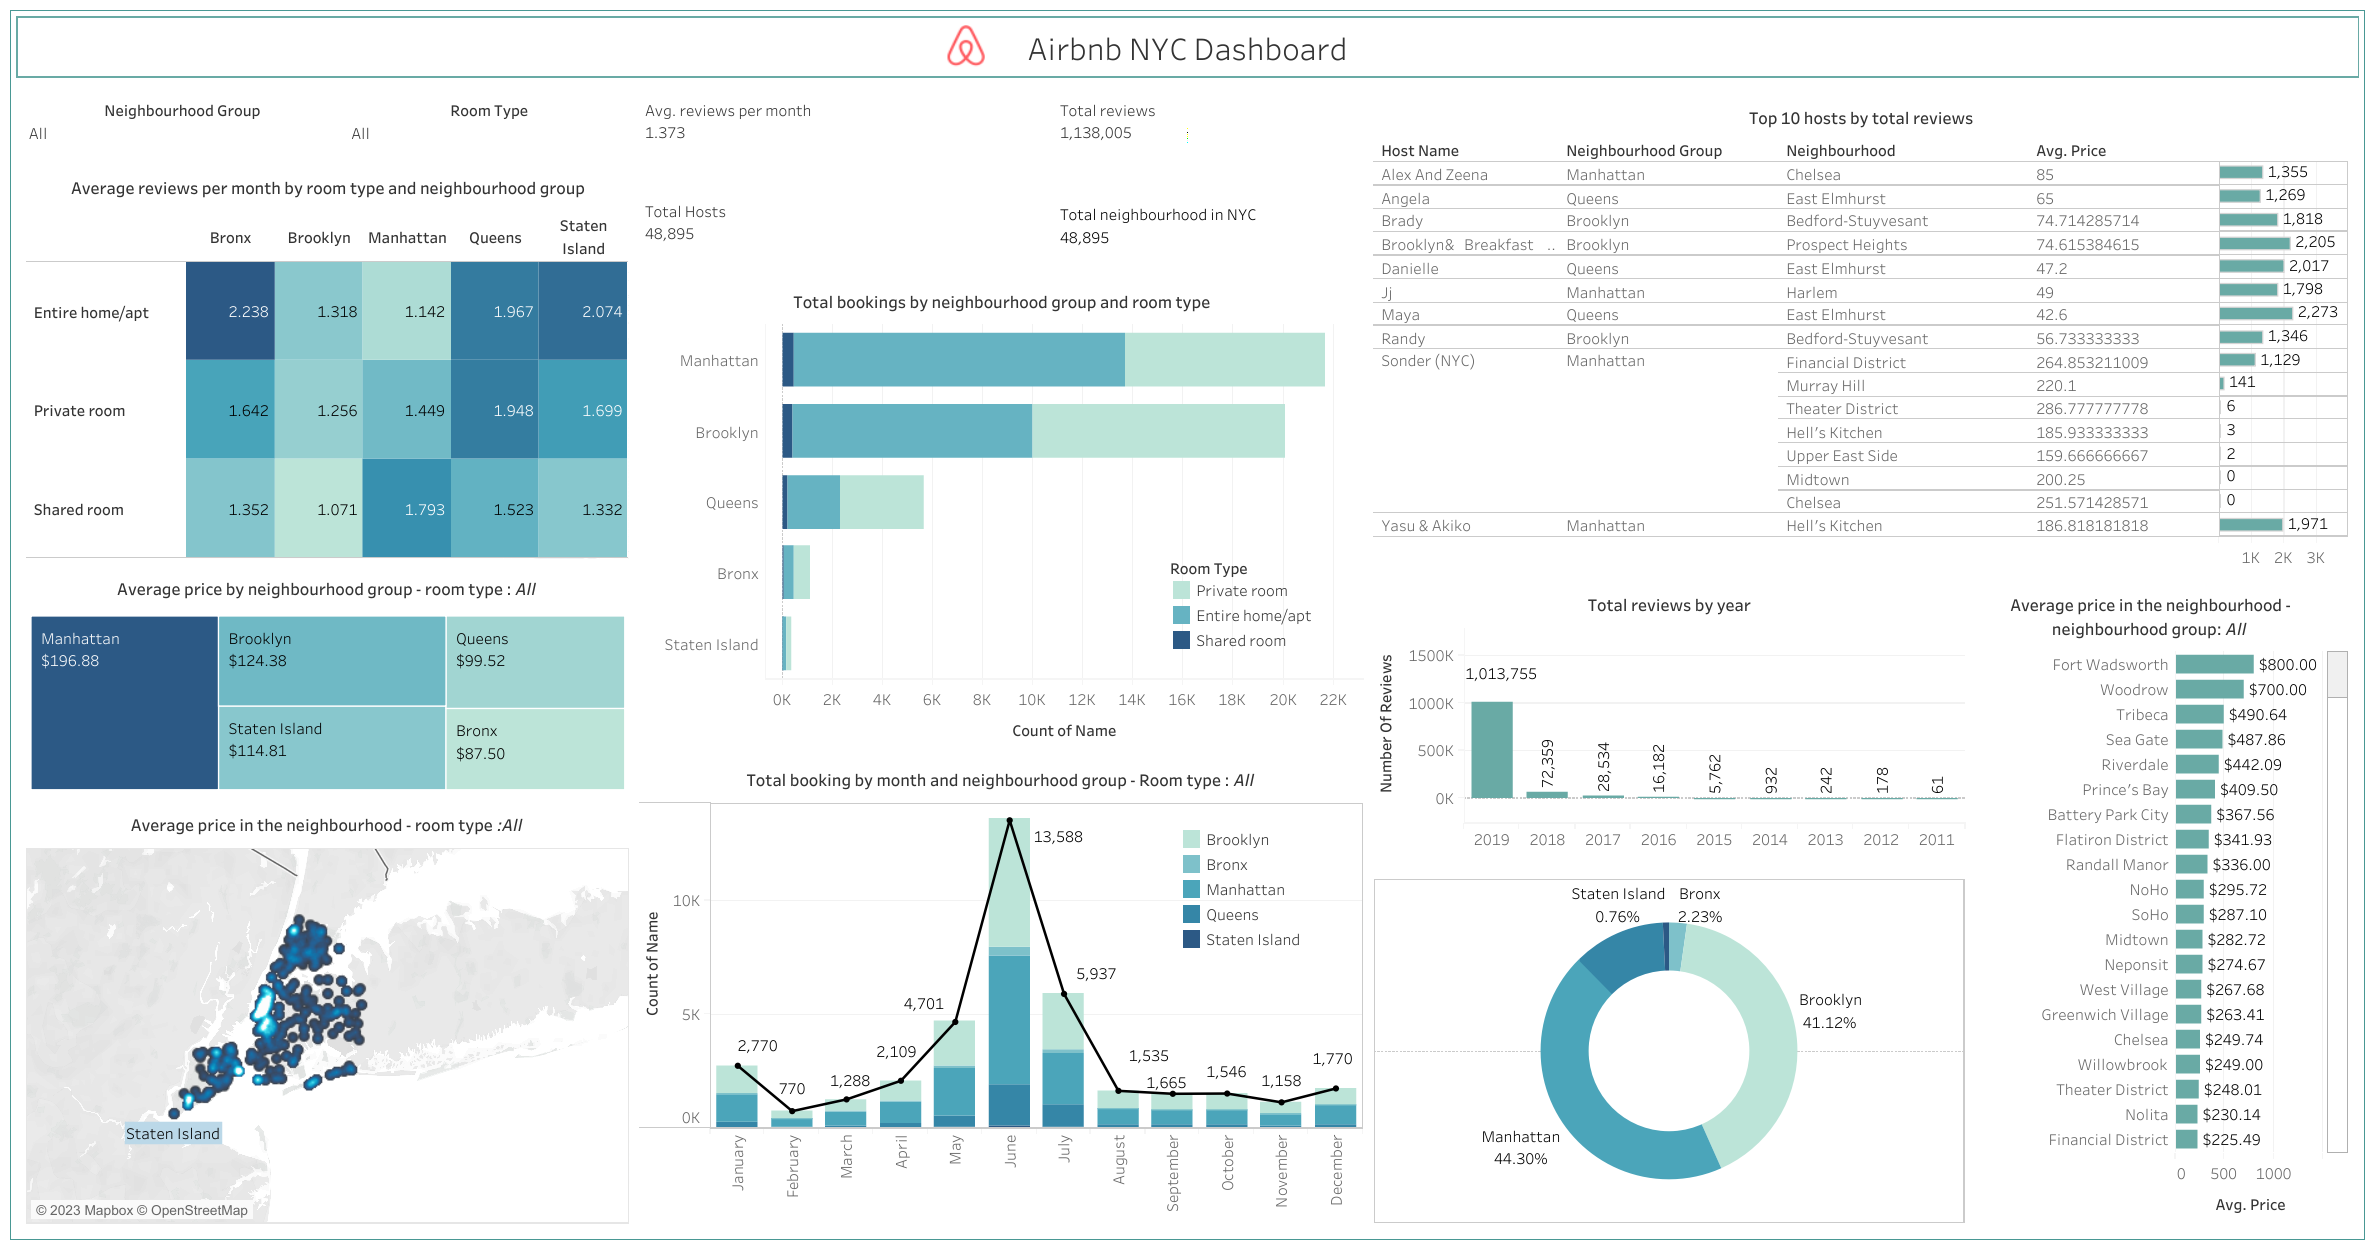 Airbnb NYC Dashboard
Neighbourhood Group
All
Room Type
All
Avg. reviews per month
1.373
Total reviews
1,138,005
Total Hosts
48,895
Total neighbourhood in NYC
48,895
Average reviews per month by room type and neighbourhood group
Bronx Brooklyn Manhattan Queens Staten Island
Entire home/apt 2.238 1.318 1.142 1.967 2.074
Private room 1.642 1.256 1.449 1.948 1.699
Shared room 1.352 1.071 1.793 1.523 1.332
Average price by neighbourhood group - room type : All
Manhattan
$196.88
Brooklyn
$124.38
Queens
$99.52
Staten Island
$114.81
Bronx
$87.50
Average price in the neighbourhood - room type :All
Staten Island
© 2023 Mapbox © OpenStreetMap
Total bookings by neighbourhood group and room type
Manhattan
Brooklyn
Queens
Bronx
Staten Island
Room Type
Private room
Entire home/apt
Shared room
0K 2K 4K 6K 8K 10K 12K 14K 16K 18K 20K 22K
Count of Name
Total booking by month and neighbourhood group - Room type : All
Count of Name
10K
5K
0K
2,770
770
1,288
2,109
4,701
13,588
5,937
1,535
1,665
1,546
1,158
1,770
Brooklyn
Bronx
Manhattan
Queens
Staten Island
January February March April May June July August September October November December
Top 10 hosts by total reviews
Host Name Neighbourhood Group Neighbourhood Avg. Price
Alex And Zeena Manhattan Chelsea 85 1,355
Angela Queens East Elmhurst 65 1,269
Brady Brooklyn Bedford-Stuyvesant 74.714285714 1,818
Brooklyn& Breakfast .. Brooklyn Prospect Heights 74.615384615 2,205
Danielle Queens East Elmhurst 47.2 2,017
Jj Manhattan Harlem 49 1,798
Maya Queens East Elmhurst 42.6 2,273
Randy Brooklyn Bedford-Stuyvesant 56.733333333 1,346
Sonder (NYC) Manhattan Financial District 264.853211009 1,129
Murray Hill 220.1 141
Theater District 286.777777778 6
Hell's Kitchen 185.933333333 3
Upper East Side 159.666666667 2
Midtown 200.25 0
Chelsea 251.571428571 0
Yasu & Akiko Manhattan Hell's Kitchen 186.818181818 1,971
1K 2K 3K
Total reviews by year
Number Of Reviews
1500K
1000K
500K
0K
1,013,755 72,359 28,534 16,182 5,762 932 242 178 61
2019 2018 2017 2016 2015 2014 2013 2012 2011
Staten Island
0.76%
Bronx
2.23%
Brooklyn
41.12%
Manhattan
44.30%
Average price in the neighbourhood -
neighbourhood group: All
Fort Wadsworth $800.00
Woodrow $700.00
Tribeca $490.64
Sea Gate $487.86
Riverdale $442.09
Prince's Bay $409.50
Battery Park City $367.56
Flatiron District $341.93
Randall Manor $336.00
NoHo $295.72
SoHo $287.10
Midtown $282.72
Neponsit $274.67
West Village $267.68
Greenwich Village $263.41
Chelsea $249.74
Willowbrook $249.00
Theater District $248.01
Nolita $230.14
Financial District $225.49
0 500 1000
Avg. Price